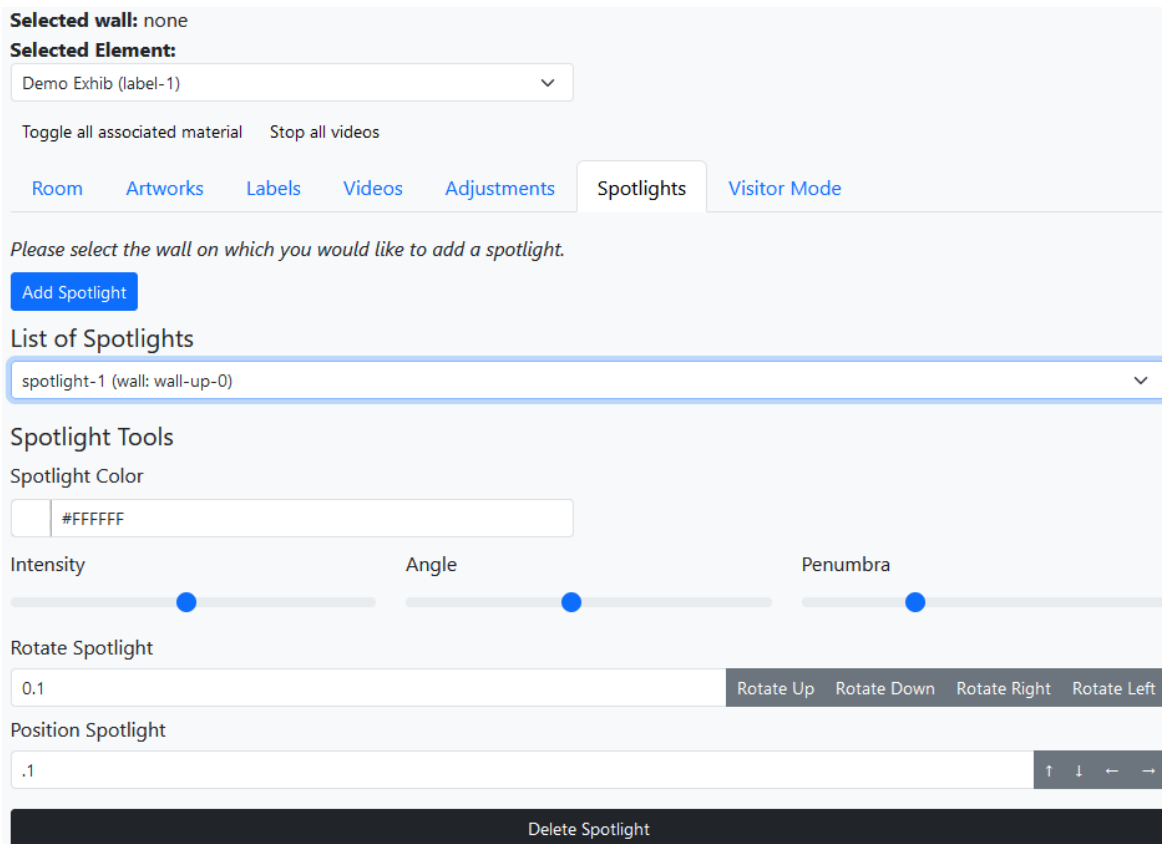 Selected wall: none
Selected Element:
Demo Exhib (label-1)
Toggle all associated material Stop all videos
Room Artworks Labels Videos Adjustments Spotlights Visitor Mode
Please select the wall on which you would like to add a spotlight.
Add Spotlight
List of Spotlights
spotlight-1 (wall: wall-up-0)
Spotlight Tools
Spotlight Color
#FFFFFF
Intensity Angle Penumbra
Rotate Spotlight
0.1 Rotate Up Rotate Down Rotate Right Rotate Left
Position Spotlight
.1 ↑ ↓ ← →
Delete Spotlight